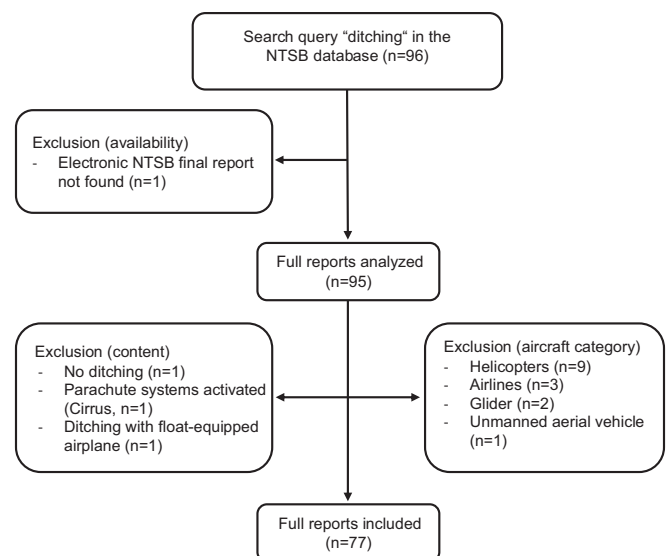 Search query "ditching“ in the
NTSB database (n=96)
Exclusion (availability)
- Electronic NTSB final report
not found (n=1)
Full reports analyzed
(n=95)
Exclusion (content)
- No ditching (n=1)
- Parachute systems activated
(Cirrus, n=1)
- Ditching with float-equipped
airplane (n=1)
Exclusion (aircraft category)
- Helicopters (n=9)
- Airlines (n=3)
- Glider (n=2)
- Unmanned aerial vehicle
(n=1)
Full reports included
(n=77)